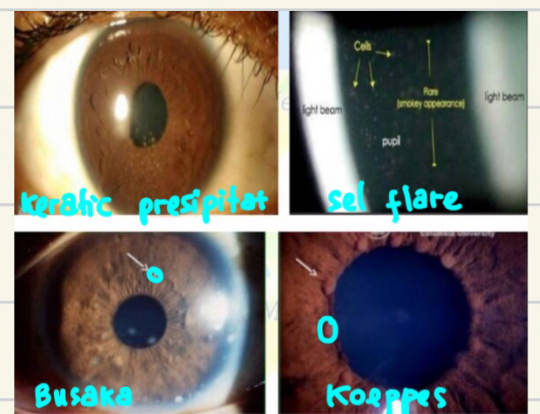 Cells
Flare
(smokey appearance)
light beam
light beam
pupil
Keratic presipitat
sel flare
Busaka
Koeppes